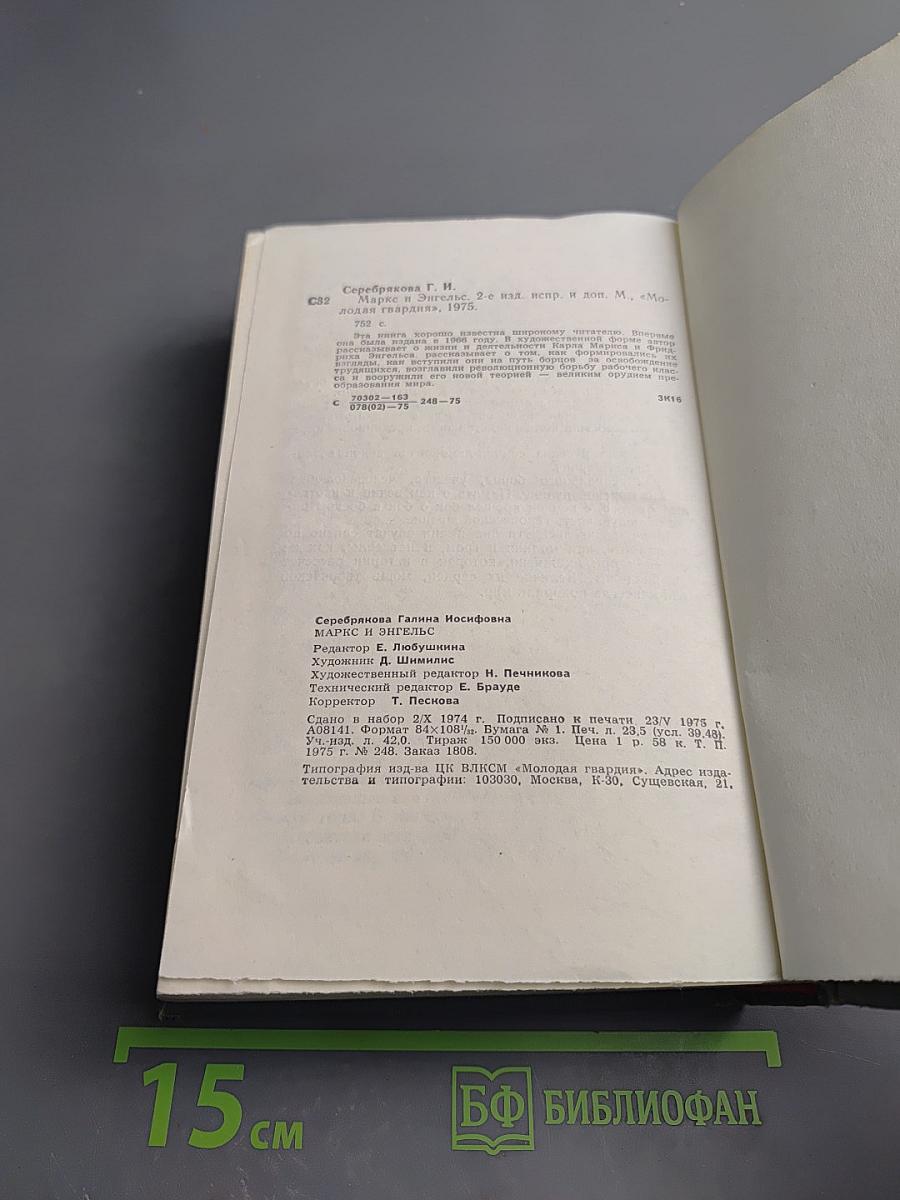 Серебрякова Г. И.
С32 Маркс и Энгельс. 2-е изд. испр. и доп. М., «Мо-
лодая гвардия», 1975.
752 с.
Эта книга хорошо известна широкому читателю. Впервые
она была издана в 1966 году. В художественной форме автор
рассказывает о жизни и деятельности Карла Маркса и Фрид-
риха Энгельса, рассказывает о том, как формировались их
взгляды, как вступили они на путь борцов за освобождение
трудящихся, возглавили революционную борьбу рабочего клас-
са и вооружили его новой теорией — великим орудием пре-
образования мира.
С 70302—163
078(02)—75 248—75 3К16
Серебрякова Галина Иосифовна
МАРКС И ЭНГЕЛЬС
Редактор Е. Любушкина
Художник Д. Шимилис
Художественный редактор Н. Печникова
Технический редактор Е. Брауде
Корректор Т. Пескова
Сдано в набор 2/X 1974 г. Подписано к печати 23/V 1975 г.
А08141. Формат 84×108¹/₃₂. Бумага № 1. Печ. л. 23,5 (усл. 39,48).
Уч.-изд. л. 42,0. Тираж 150 000 экз. Цена 1 р. 58 к. Т. П.
1975 г. № 248. Заказ 1808.
Типография изд-ва ЦК ВЛКСМ «Молодая гвардия». Адрес изда-
тельства и типографии: 103030, Москва, К-30, Сущевская, 21.
15 см
БФ БИБЛИОФАН